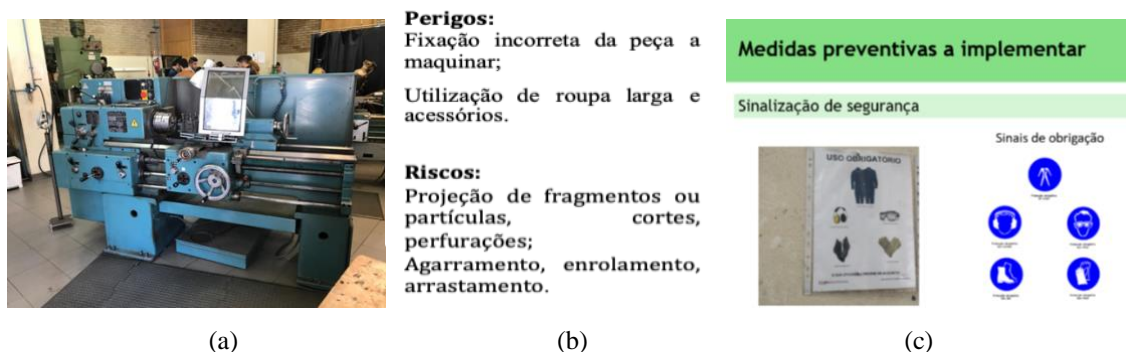 Perigos:
Fixação incorreta da peça a
maquinar;
Utilização de roupa larga e
acessórios.
Riscos:
Projeção de fragmentos ou
partículas, cortes,
perfurações;
Agarramento, enrolamento,
arrastamento.
Medidas preventivas a implementar
Sinalização de segurança
USO OBRIGATÓRIO
Sinais de obrigação
(a)
(b)
(c)